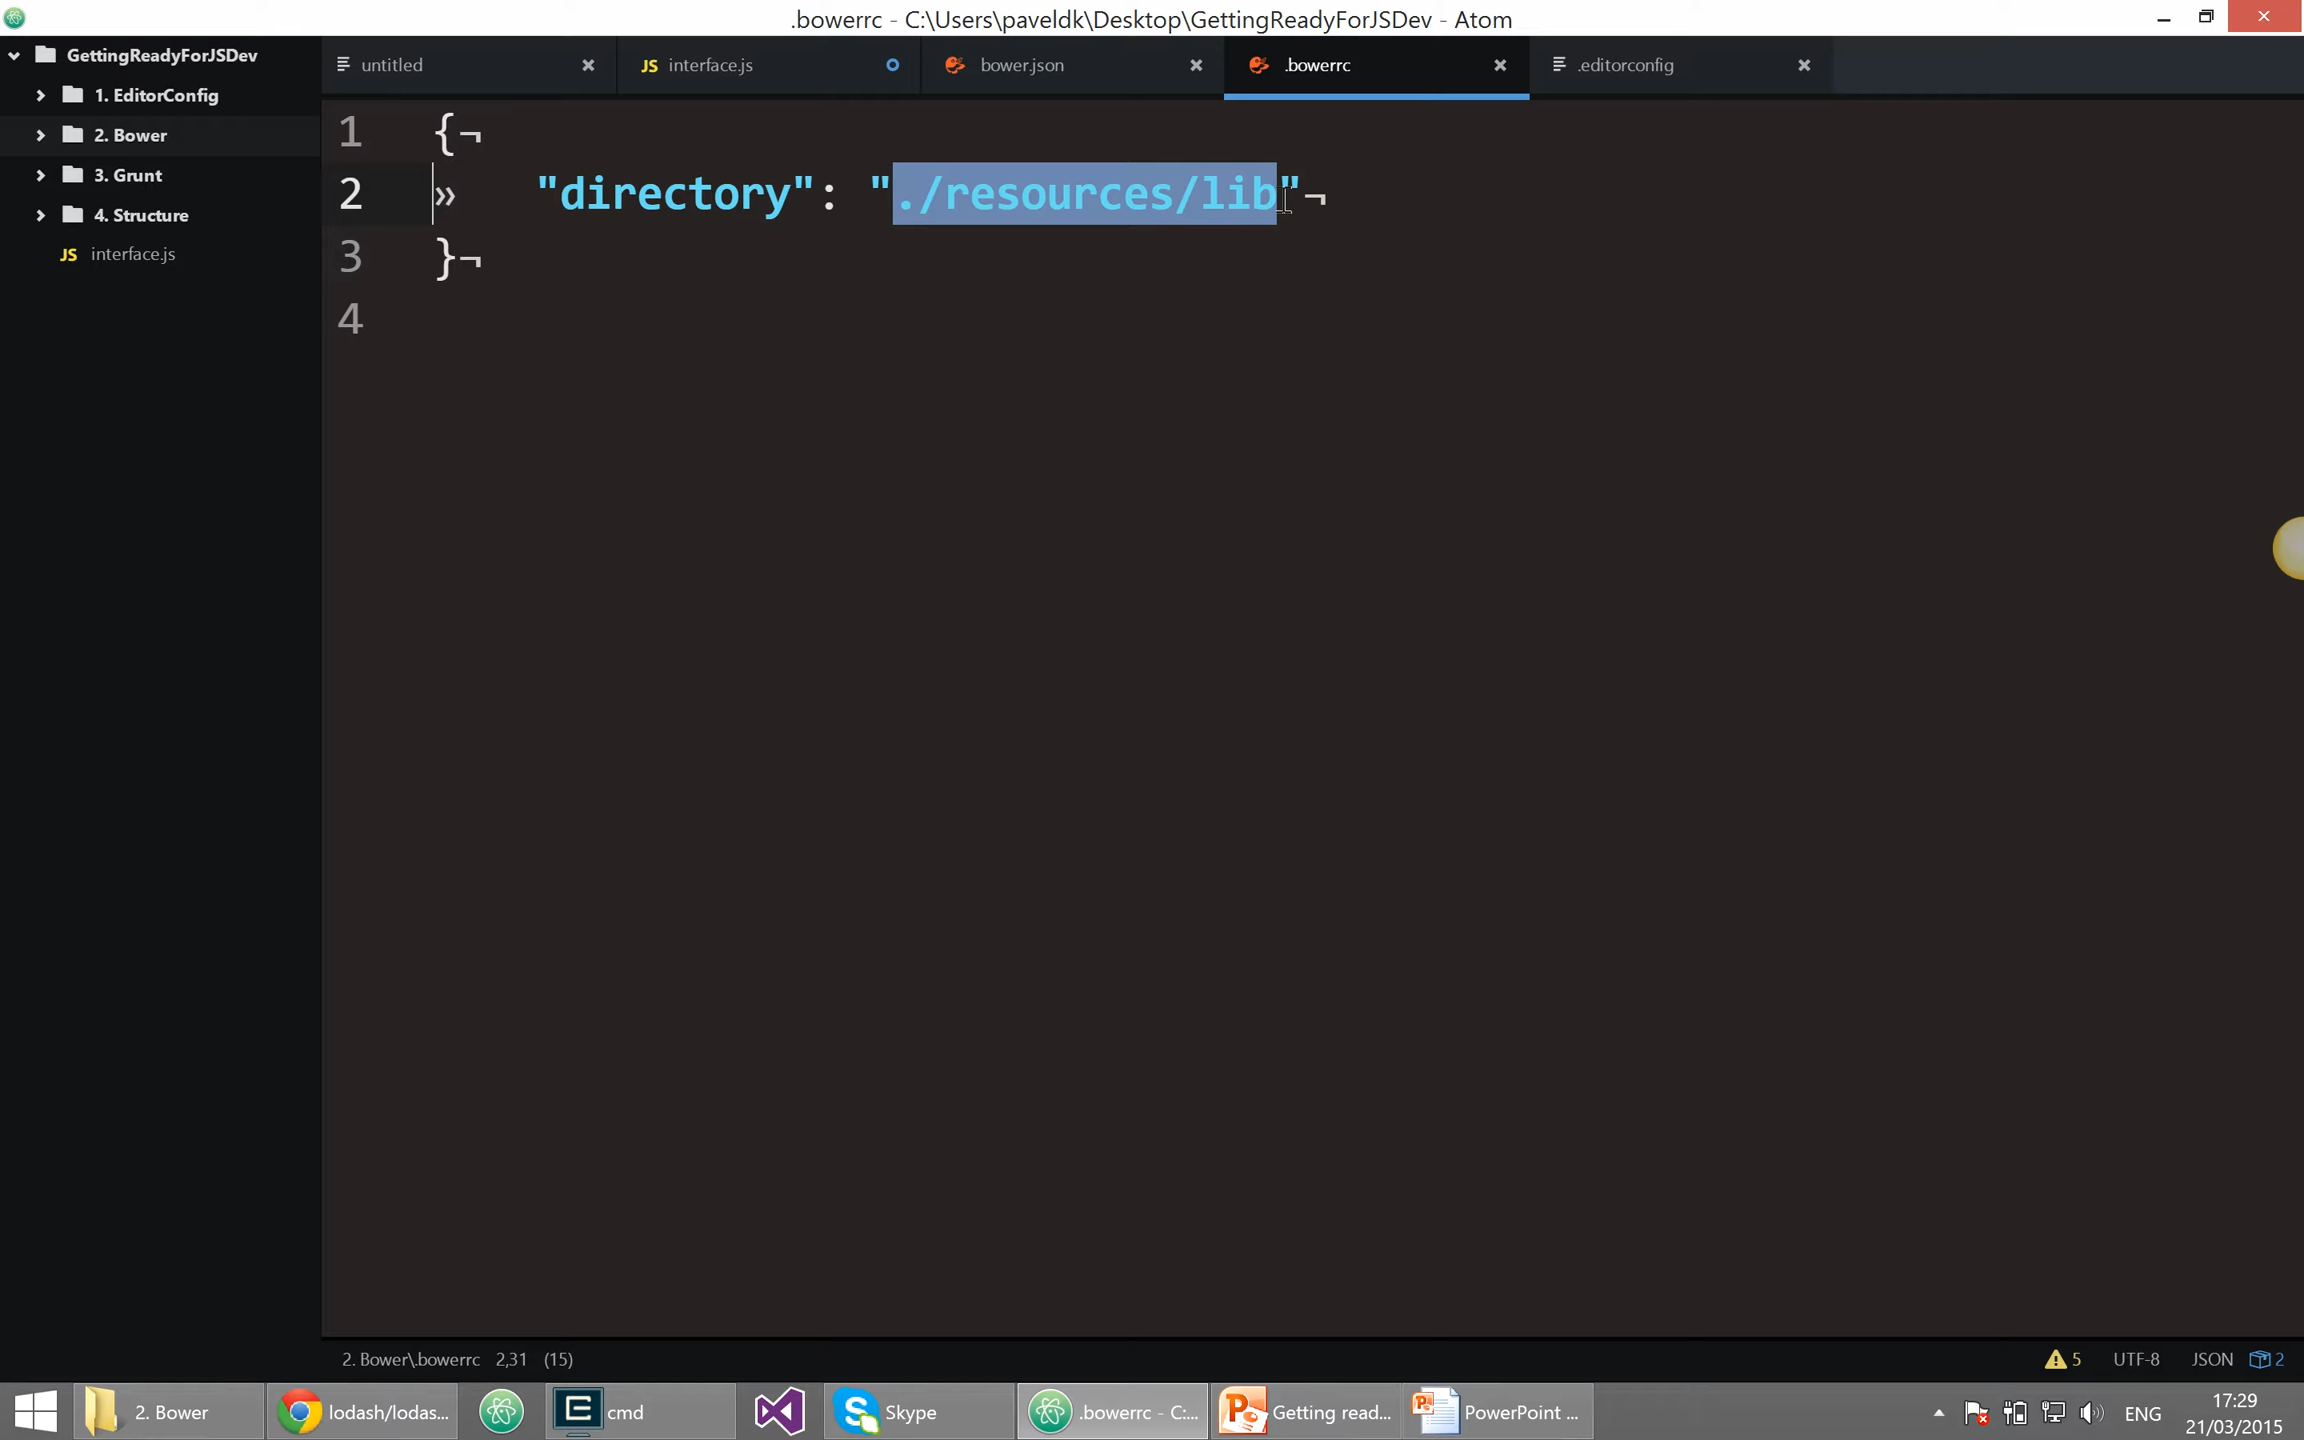 .bowerrc - C:\Users\paveldk\Desktop\GettingReadyForJSDev - Atom
GettingReadyForJSDev
1. EditorConfig
2. Bower
3. Grunt
4. Structure
JS interface.js
untitled
JS interface.js
bower.json
.bowerrc
.editorconfig
1 {¬
2 » "directory": "./resources/lib"¬
3 }¬
4
2. Bower\.bowerrc 2,31 (15)
5 UTF-8 JSON 2
2. Bower
lodash/lodas...
cmd
Skype
.bowerrc - C:...
Getting read...
PowerPoint ...
ENG
17:29
21/03/2015